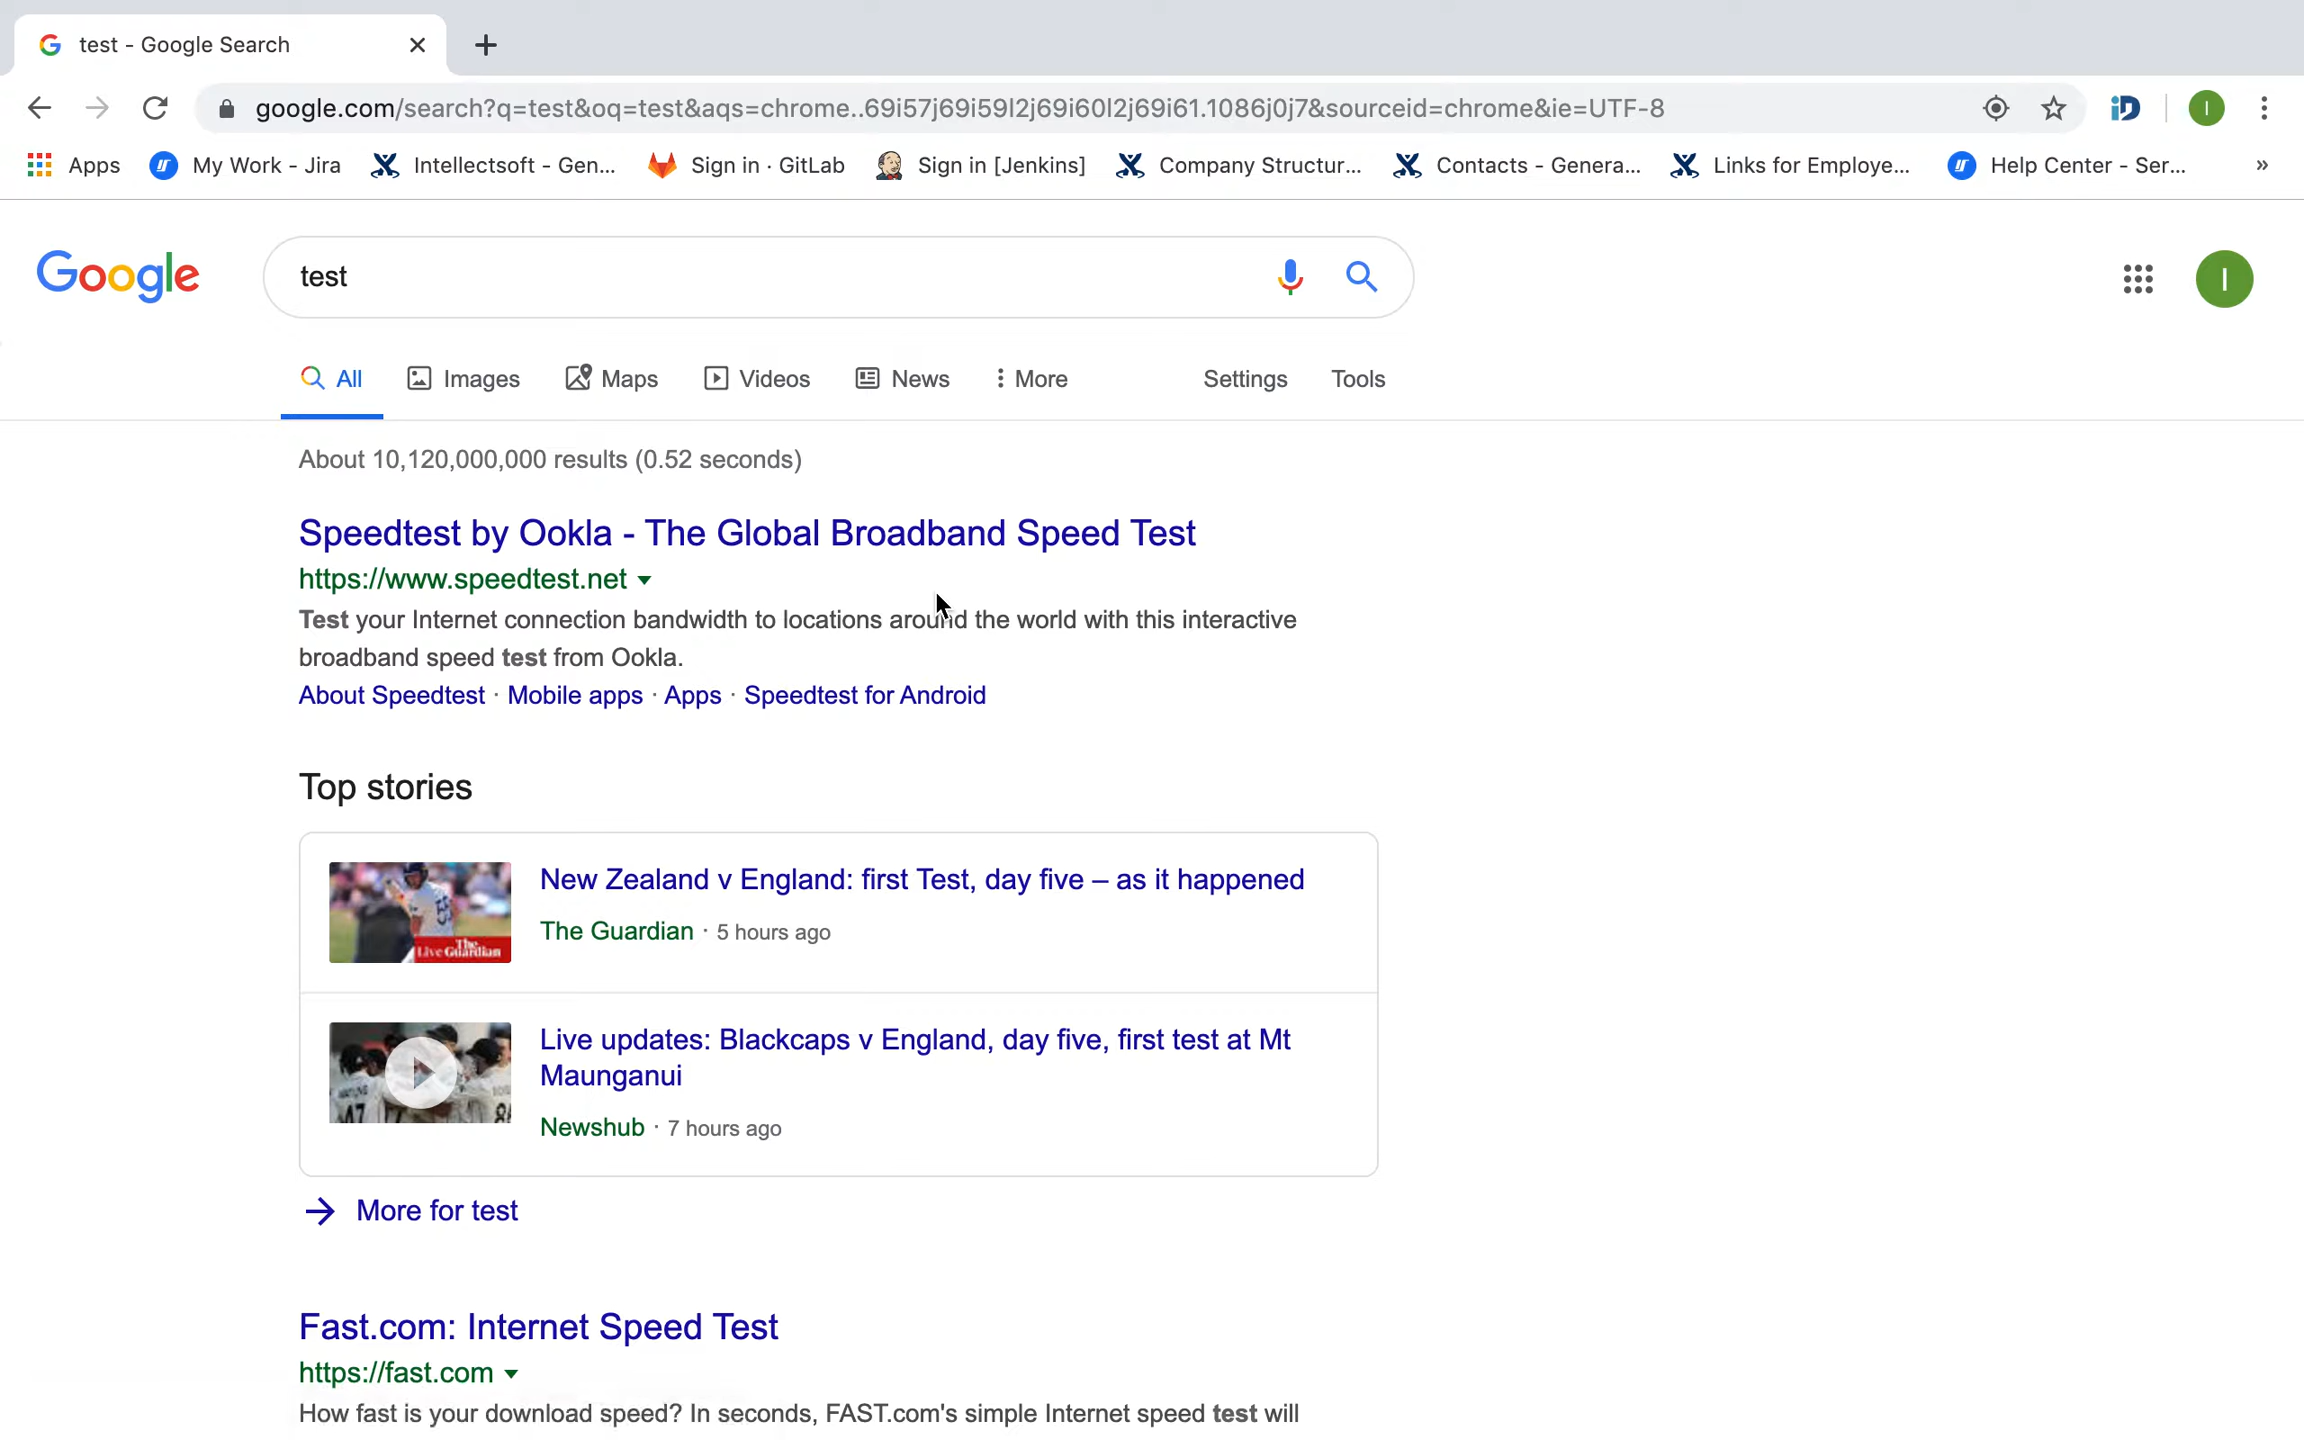 test - Google Search
google.com/search?q=test&oq=test&aqs=chrome..69i57j69i59l2j69i60l2j69i61.1086j0j7&sourceid=chrome&ie=UTF-8
I
Apps My Work - Jira Intellectsoft - Gen... Sign in · GitLab Sign in [Jenkins] Company Structur... Contacts - Genera... Links for Employe... Help Center - Ser... »
Google test I
All Images Maps Videos News More Settings Tools
About 10,120,000,000 results (0.52 seconds)
Speedtest by Ookla - The Global Broadband Speed Test
https://www.speedtest.net
Test your Internet connection bandwidth to locations around the world with this interactive
broadband speed test from Ookla.
About Speedtest · Mobile apps · Apps · Speedtest for Android
Top stories
New Zealand v England: first Test, day five – as it happened
The Guardian · 5 hours ago
55
Live The Guardian
Live updates: Blackcaps v England, day five, first test at Mt
Maunganui
Newshub · 7 hours ago
47
More for test
Fast.com: Internet Speed Test
https://fast.com
How fast is your download speed? In seconds, FAST.com's simple Internet speed test will